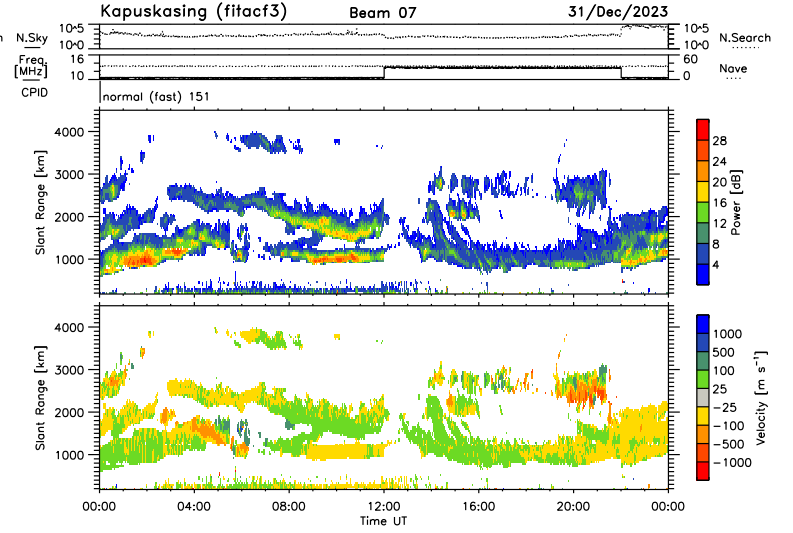 Kapuskasing (fitacf3) Beam 07 31/Dec/2023
N.Sky 10^5 10^0 10^5 10^0 N.Search
Freq. [MHz] 16 10 60 0 Nave
CPID normal (fast) 151
Slant Range [km]
4000
3000
2000
1000
Power [dB]
28
24
20
16
12
8
4
Slant Range [km]
4000
3000
2000
1000
Velocity [m s⁻¹]
1000
500
100
25
-25
-100
-500
-1000
00:00 04:00 08:00 12:00 16:00 20:00 00:00
Time UT